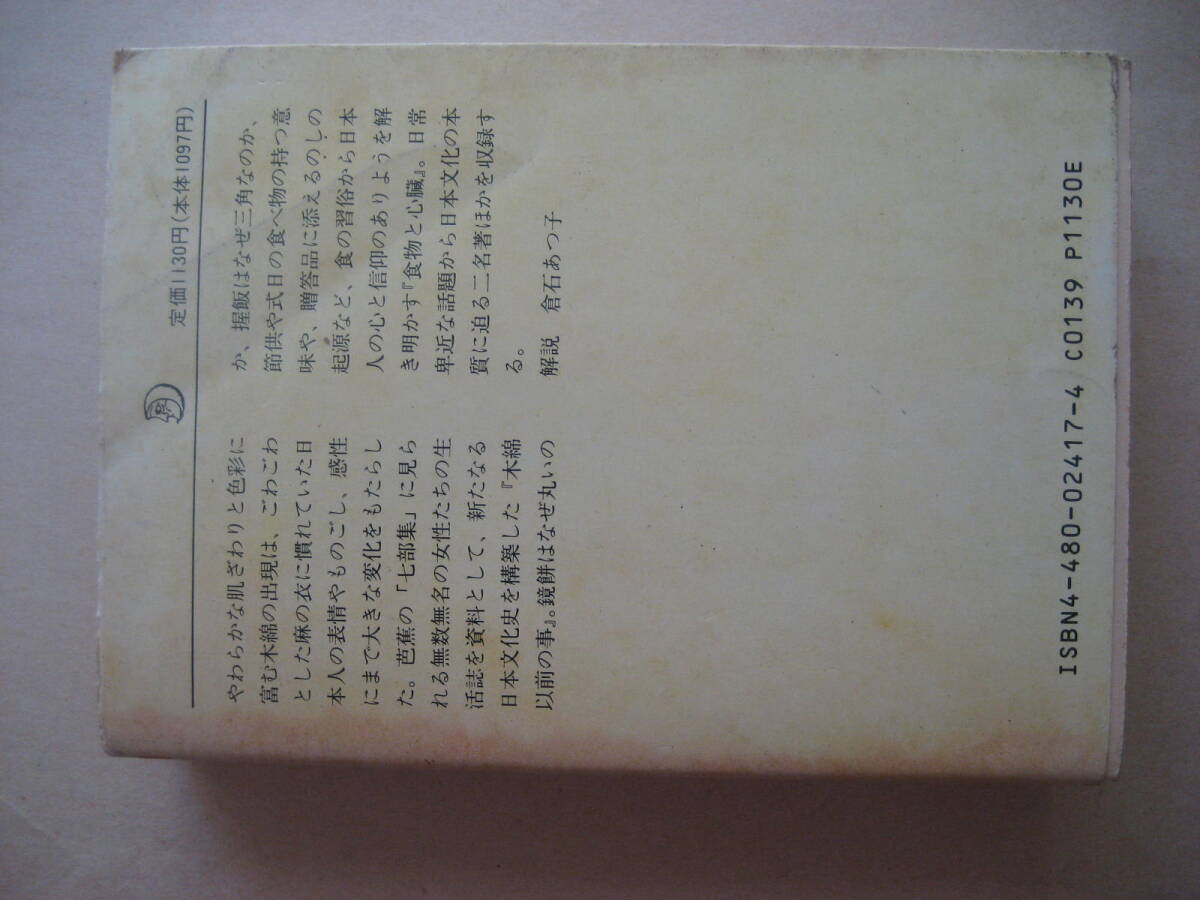 定価1130円(本体1097円)
やわらかな肌ざわりと色彩に
富む木綿の出現は、ごわごわ
とした麻の衣に慣れていた日
本人の表情やものごし、感性
にまで大きな変化をもたらし
た。芭蕉の「七部集」に見ら
れる無数無名の女性たちの生
活誌を資料として、新たなる
日本文化史を構築した『木綿
以前の事』。鏡餅はなぜ丸いの
か、握飯はなぜ三角なのか、
節供や式日の食べ物の持つ意
味や、贈答品に添えるのしの
起源など、食の習俗から日本
人の心と信仰のありようを解
き明かす『食物と心臓』。日常
卑近な話題から日本文化の本
質に迫る二名著ほかを収録す
る。
解説 倉石あつ子
ISBN4-480-02417-4 C0139 P1130E